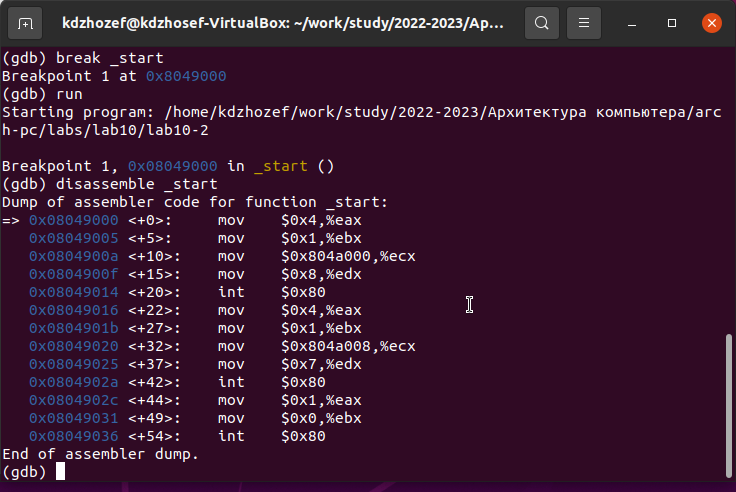 kdzhozef@kdzhosef-VirtualBox: ~/work/study/2022-2023/Ар...
(gdb) break _start
Breakpoint 1 at 0x8049000
(gdb) run
Starting program: /home/kdzhozef/work/study/2022-2023/Архитектура компьютера/arc
h-pc/labs/lab10/lab10-2
Breakpoint 1, 0x08049000 in _start ()
(gdb) disassemble _start
Dump of assembler code for function _start:
=> 0x08049000 <+0>:     mov    $0x4,%eax
   0x08049005 <+5>:     mov    $0x1,%ebx
   0x0804900a <+10>:    mov    $0x804a000,%ecx
   0x0804900f <+15>:    mov    $0x8,%edx
   0x08049014 <+20>:    int    $0x80
   0x08049016 <+22>:    mov    $0x4,%eax
   0x0804901b <+27>:    mov    $0x1,%ebx
   0x08049020 <+32>:    mov    $0x804a008,%ecx
   0x08049025 <+37>:    mov    $0x7,%edx
   0x0804902a <+42>:    int    $0x80
   0x0804902c <+44>:    mov    $0x1,%eax
   0x08049031 <+49>:    mov    $0x0,%ebx
   0x08049036 <+54>:    int    $0x80
End of assembler dump.
(gdb)